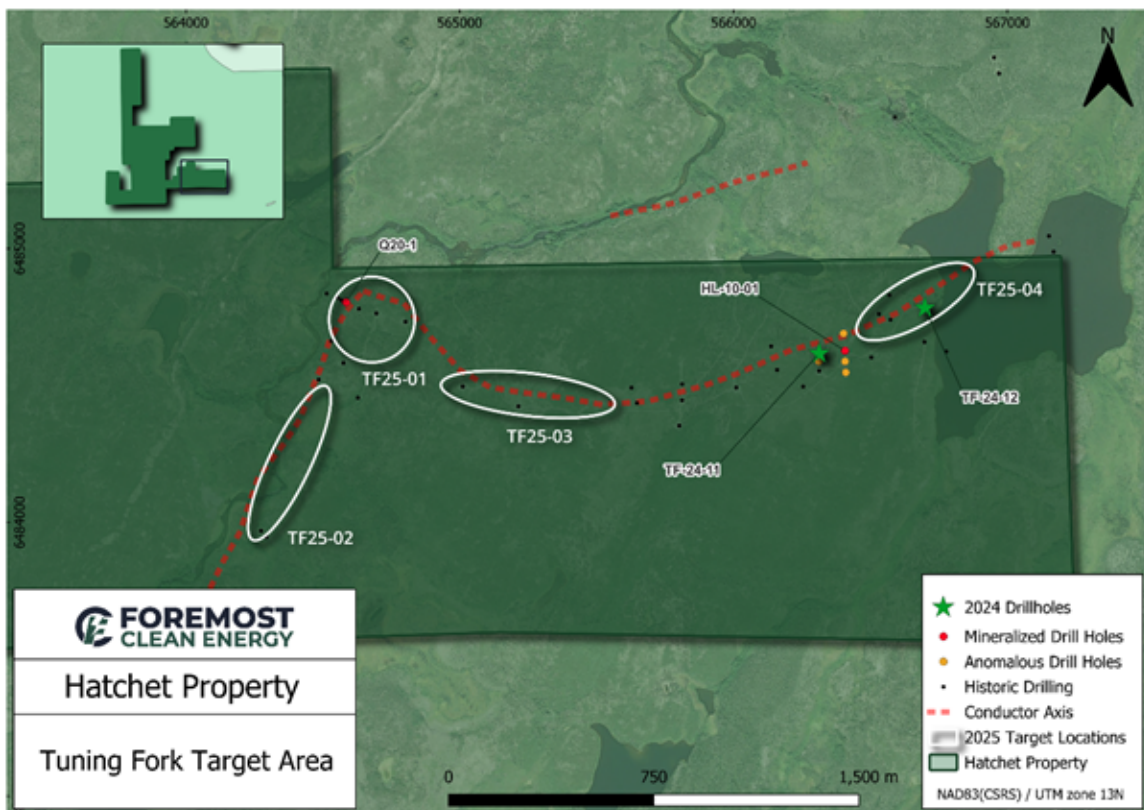 564000
565000
566000
567000
N
6485000
Q20-1
HL-10-01
TF25-04
TF25-01
TF25-03
TF-24-12
TF-24-11
6484000
TF25-02
FOREMOST
CLEAN ENERGY
Hatchet Property
Tuning Fork Target Area
2024 Drillholes
Mineralized Drill Holes
Anomalous Drill Holes
Historic Drilling
Conductor Axis
2025 Target Locations
Hatchet Property
NAD83(CSRS) / UTM zone 13N
0
750
1,500 m